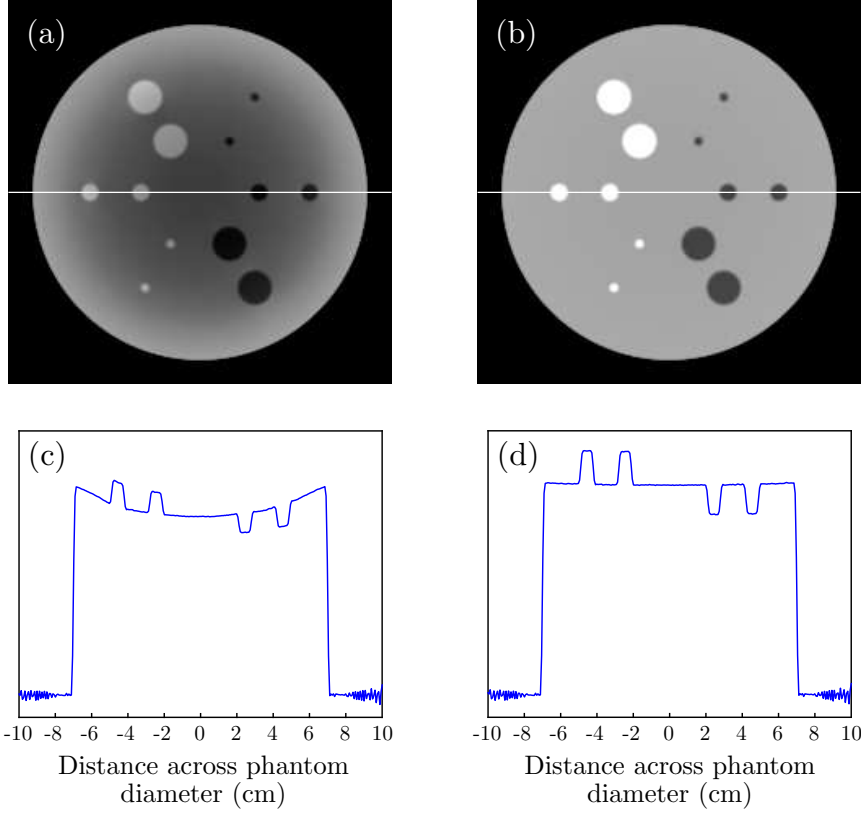 (a)
(b)
(c)
(d)
-10 -8 -6 -4 -2 0 2 4 6 8 10
-10 -8 -6 -4 -2 0 2 4 6 8 10
Distance across phantom
diameter (cm)
Distance across phantom
diameter (cm)